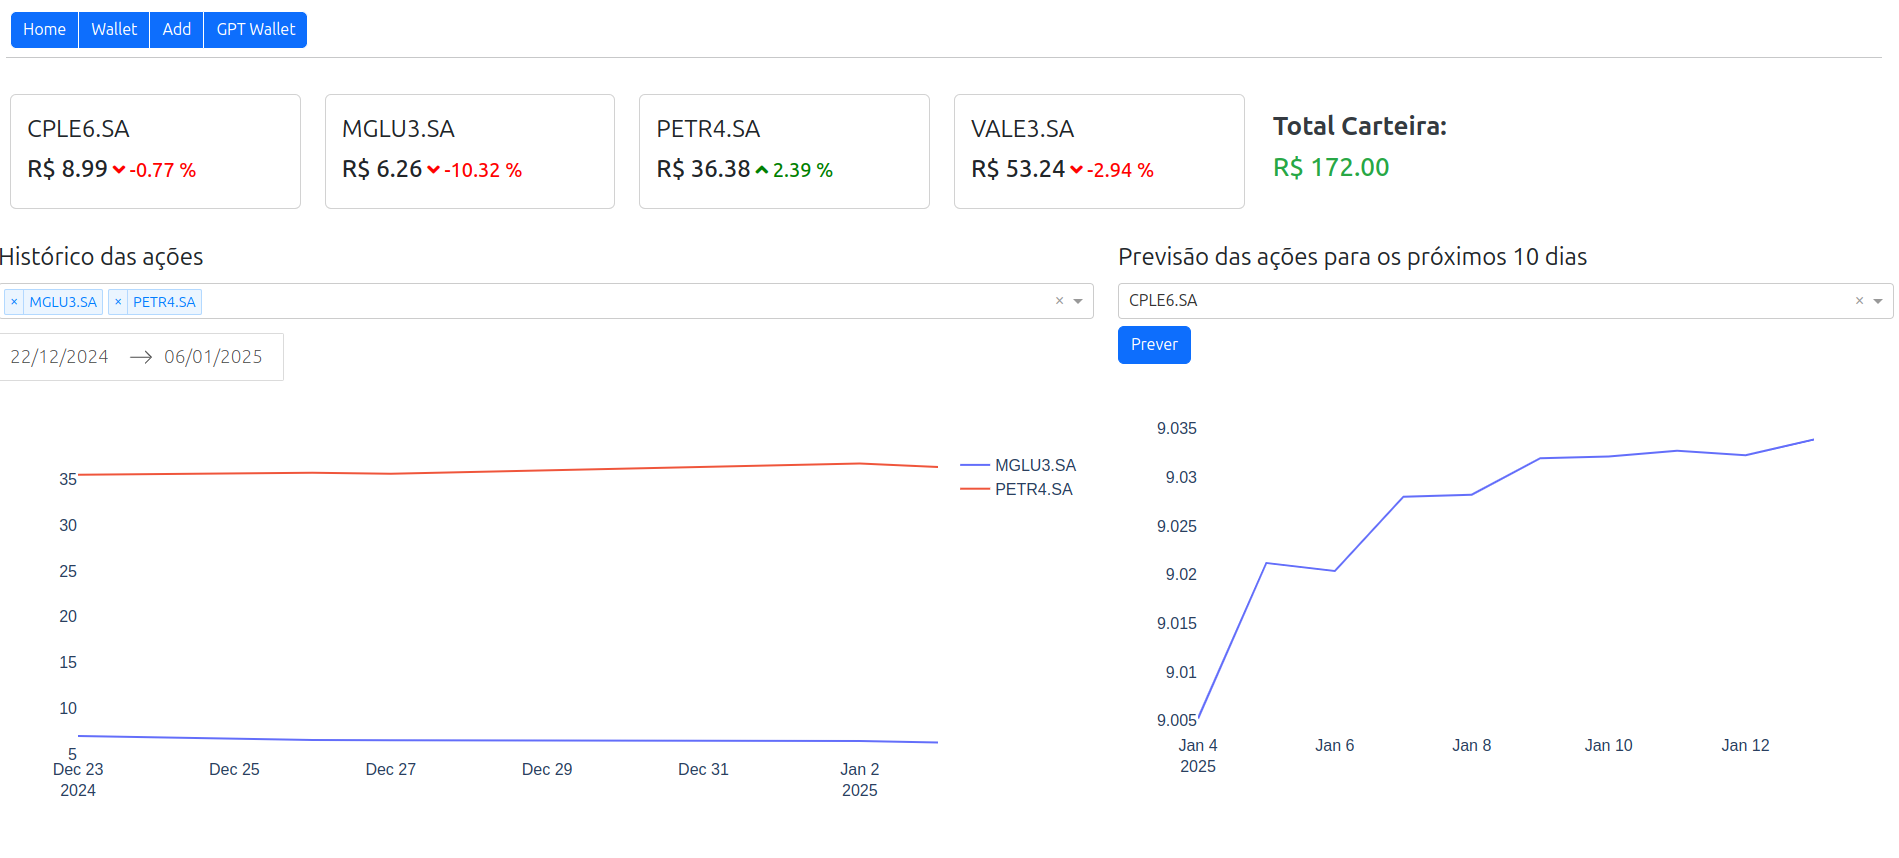 Home Wallet Add GPT Wallet
CPLE6.SA
R$ 8.99 -0.77 %
MGLU3.SA
R$ 6.26 -10.32 %
PETR4.SA
R$ 36.38 2.39 %
VALE3.SA
R$ 53.24 -2.94 %
Total Carteira:
R$ 172.00
Histórico das ações
× MGLU3.SA × PETR4.SA ×
22/12/2024 → 06/01/2025
35
30
25
20
15
10
5
Dec 23 Dec 25 Dec 27 Dec 29 Dec 31 Jan 2
2024 2025
MGLU3.SA
PETR4.SA
Previsão das ações para os próximos 10 dias
CPLE6.SA ×
Prever
9.035
9.03
9.025
9.02
9.015
9.01
9.005
Jan 4 Jan 6 Jan 8 Jan 10 Jan 12
2025